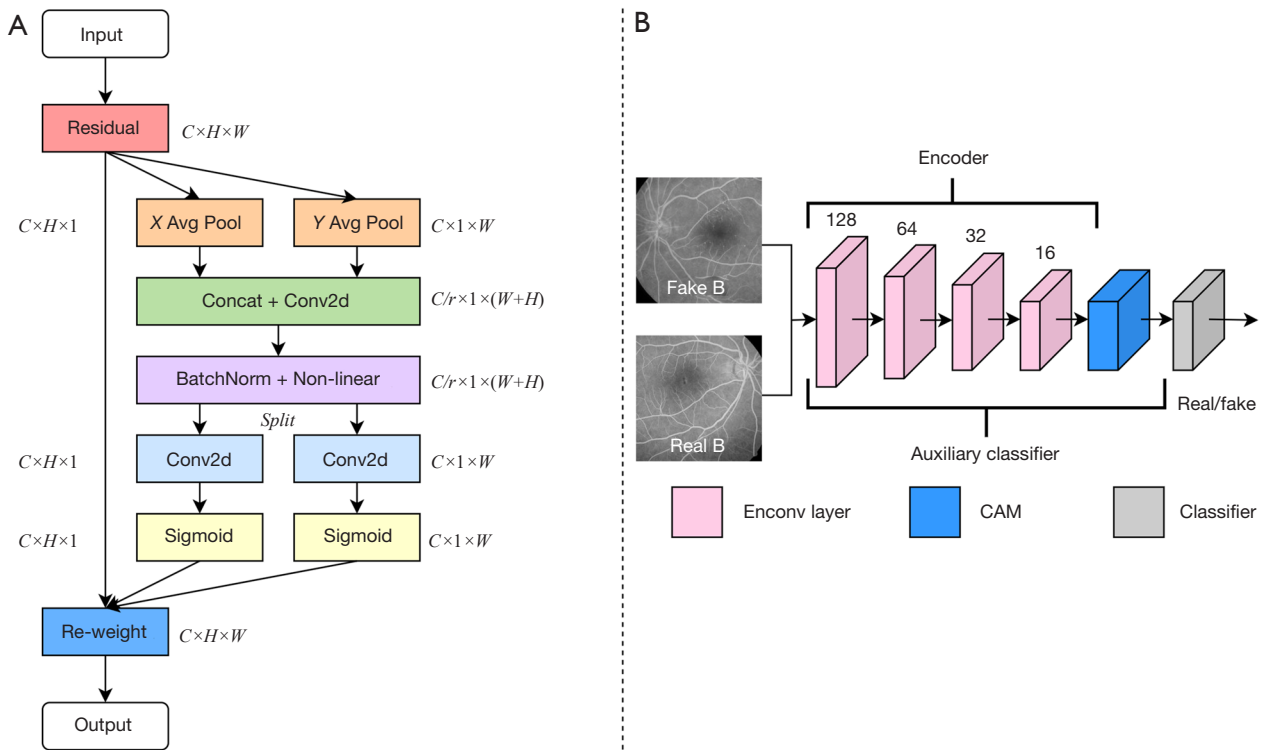 A
Input
Residual
C×H×W
C×H×1
X Avg Pool
Y Avg Pool
C×1×W
Concat + Conv2d
C/r×1×(W+H)
BatchNorm + Non-linear
C/r×1×(W+H)
Split
C×H×1
Conv2d
Conv2d
C×1×W
C×H×1
Sigmoid
Sigmoid
C×1×W
Re-weight
C×H×W
Output
B
Encoder
128
64
32
16
Fake B
Real B
Real/fake
Auxiliary classifier
Enconv layer
CAM
Classifier